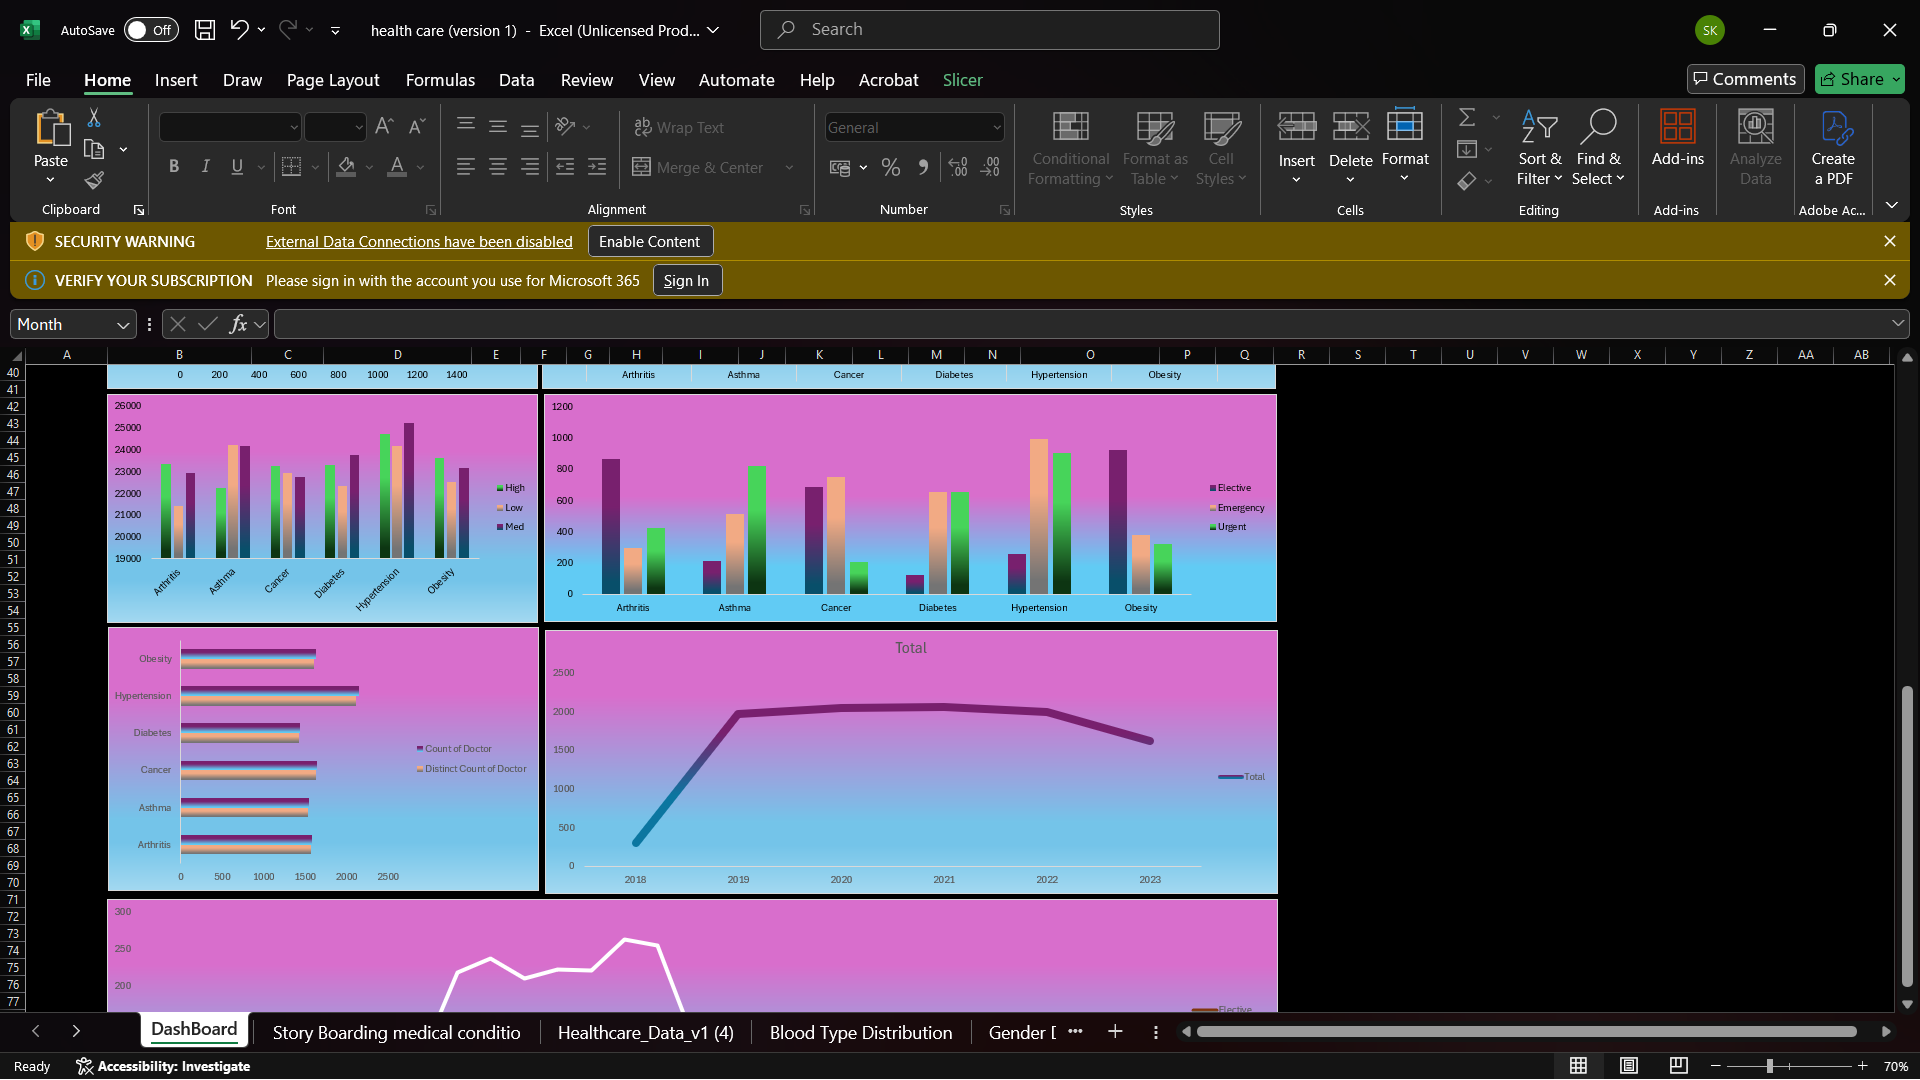 AutoSave Off health care (version 1) - Excel (Unlicensed Prod... Search SK
File Home Insert Draw Page Layout Formulas Data Review View Automate Help Acrobat Slicer Comments Share
Paste
Clipboard
B I U A
Font
Wrap Text
Merge & Center
Alignment
General
Number
Conditional Formatting
Format as Table
Cell Styles
Styles
Insert Delete Format
Cells
Sort & Filter
Find & Select
Editing
Add-ins
Add-ins
Analyze Data
Create a PDF
Adobe Ac...
SECURITY WARNING External Data Connections have been disabled Enable Content
VERIFY YOUR SUBSCRIPTION Please sign in with the account you use for Microsoft 365 Sign In
Month fx
A B C D E F G H I J K L M N O P Q R S T U V W X Y Z AA AB
40
41
42
43
44
45
46
47
48
49
50
51
52
53
54
55
56
57
58
59
60
61
62
63
64
65
66
67
68
69
70
71
72
73
74
75
76
77
0 200 400 600 800 1000 1200 1400
Arthritis Asthma Cancer Diabetes Hypertension Obesity
26000
25000
24000
23000
22000
21000
20000
19000
Arthritis Asthma Cancer Diabetes Hypertension Obesity
High
Low
Med
1200
1000
800
600
400
200
0
Arthritis Asthma Cancer Diabetes Hypertension Obesity
Elective
Emergency
Urgent
Obesity
Hypertension
Diabetes
Cancer
Asthma
Arthritis
0 500 1000 1500 2000 2500
Count of Doctor
Distinct Count of Doctor
Total
2500
2000
1500
1000
500
0
2018 2019 2020 2021 2022 2023
Total
300
250
200
Elective
DashBoard Story Boarding medical conditio Healthcare_Data_v1 (4) Blood Type Distribution Gender D ...
Ready Accessibility: Investigate 70%